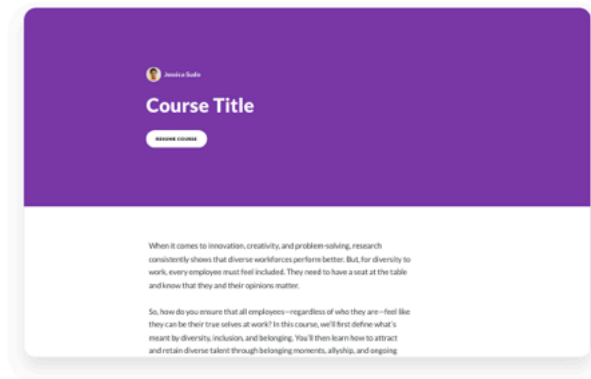 Jessica Sudo
Course Title
RESUME COURSE
When it comes to innovation, creativity, and problem-solving, research
consistently shows that diverse workforces perform better. But, for diversity to
work, every employee must feel included. They need to have a seat at the table
and know that they and their opinions matter.
So, how do you ensure that all employees—regardless of who they are—feel like
they can be their true selves at work? In this course, we'll first define what's
meant by diversity, inclusion, and belonging. You'll then learn how to attract
and retain diverse talent through belonging moments, allyship, and ongoing